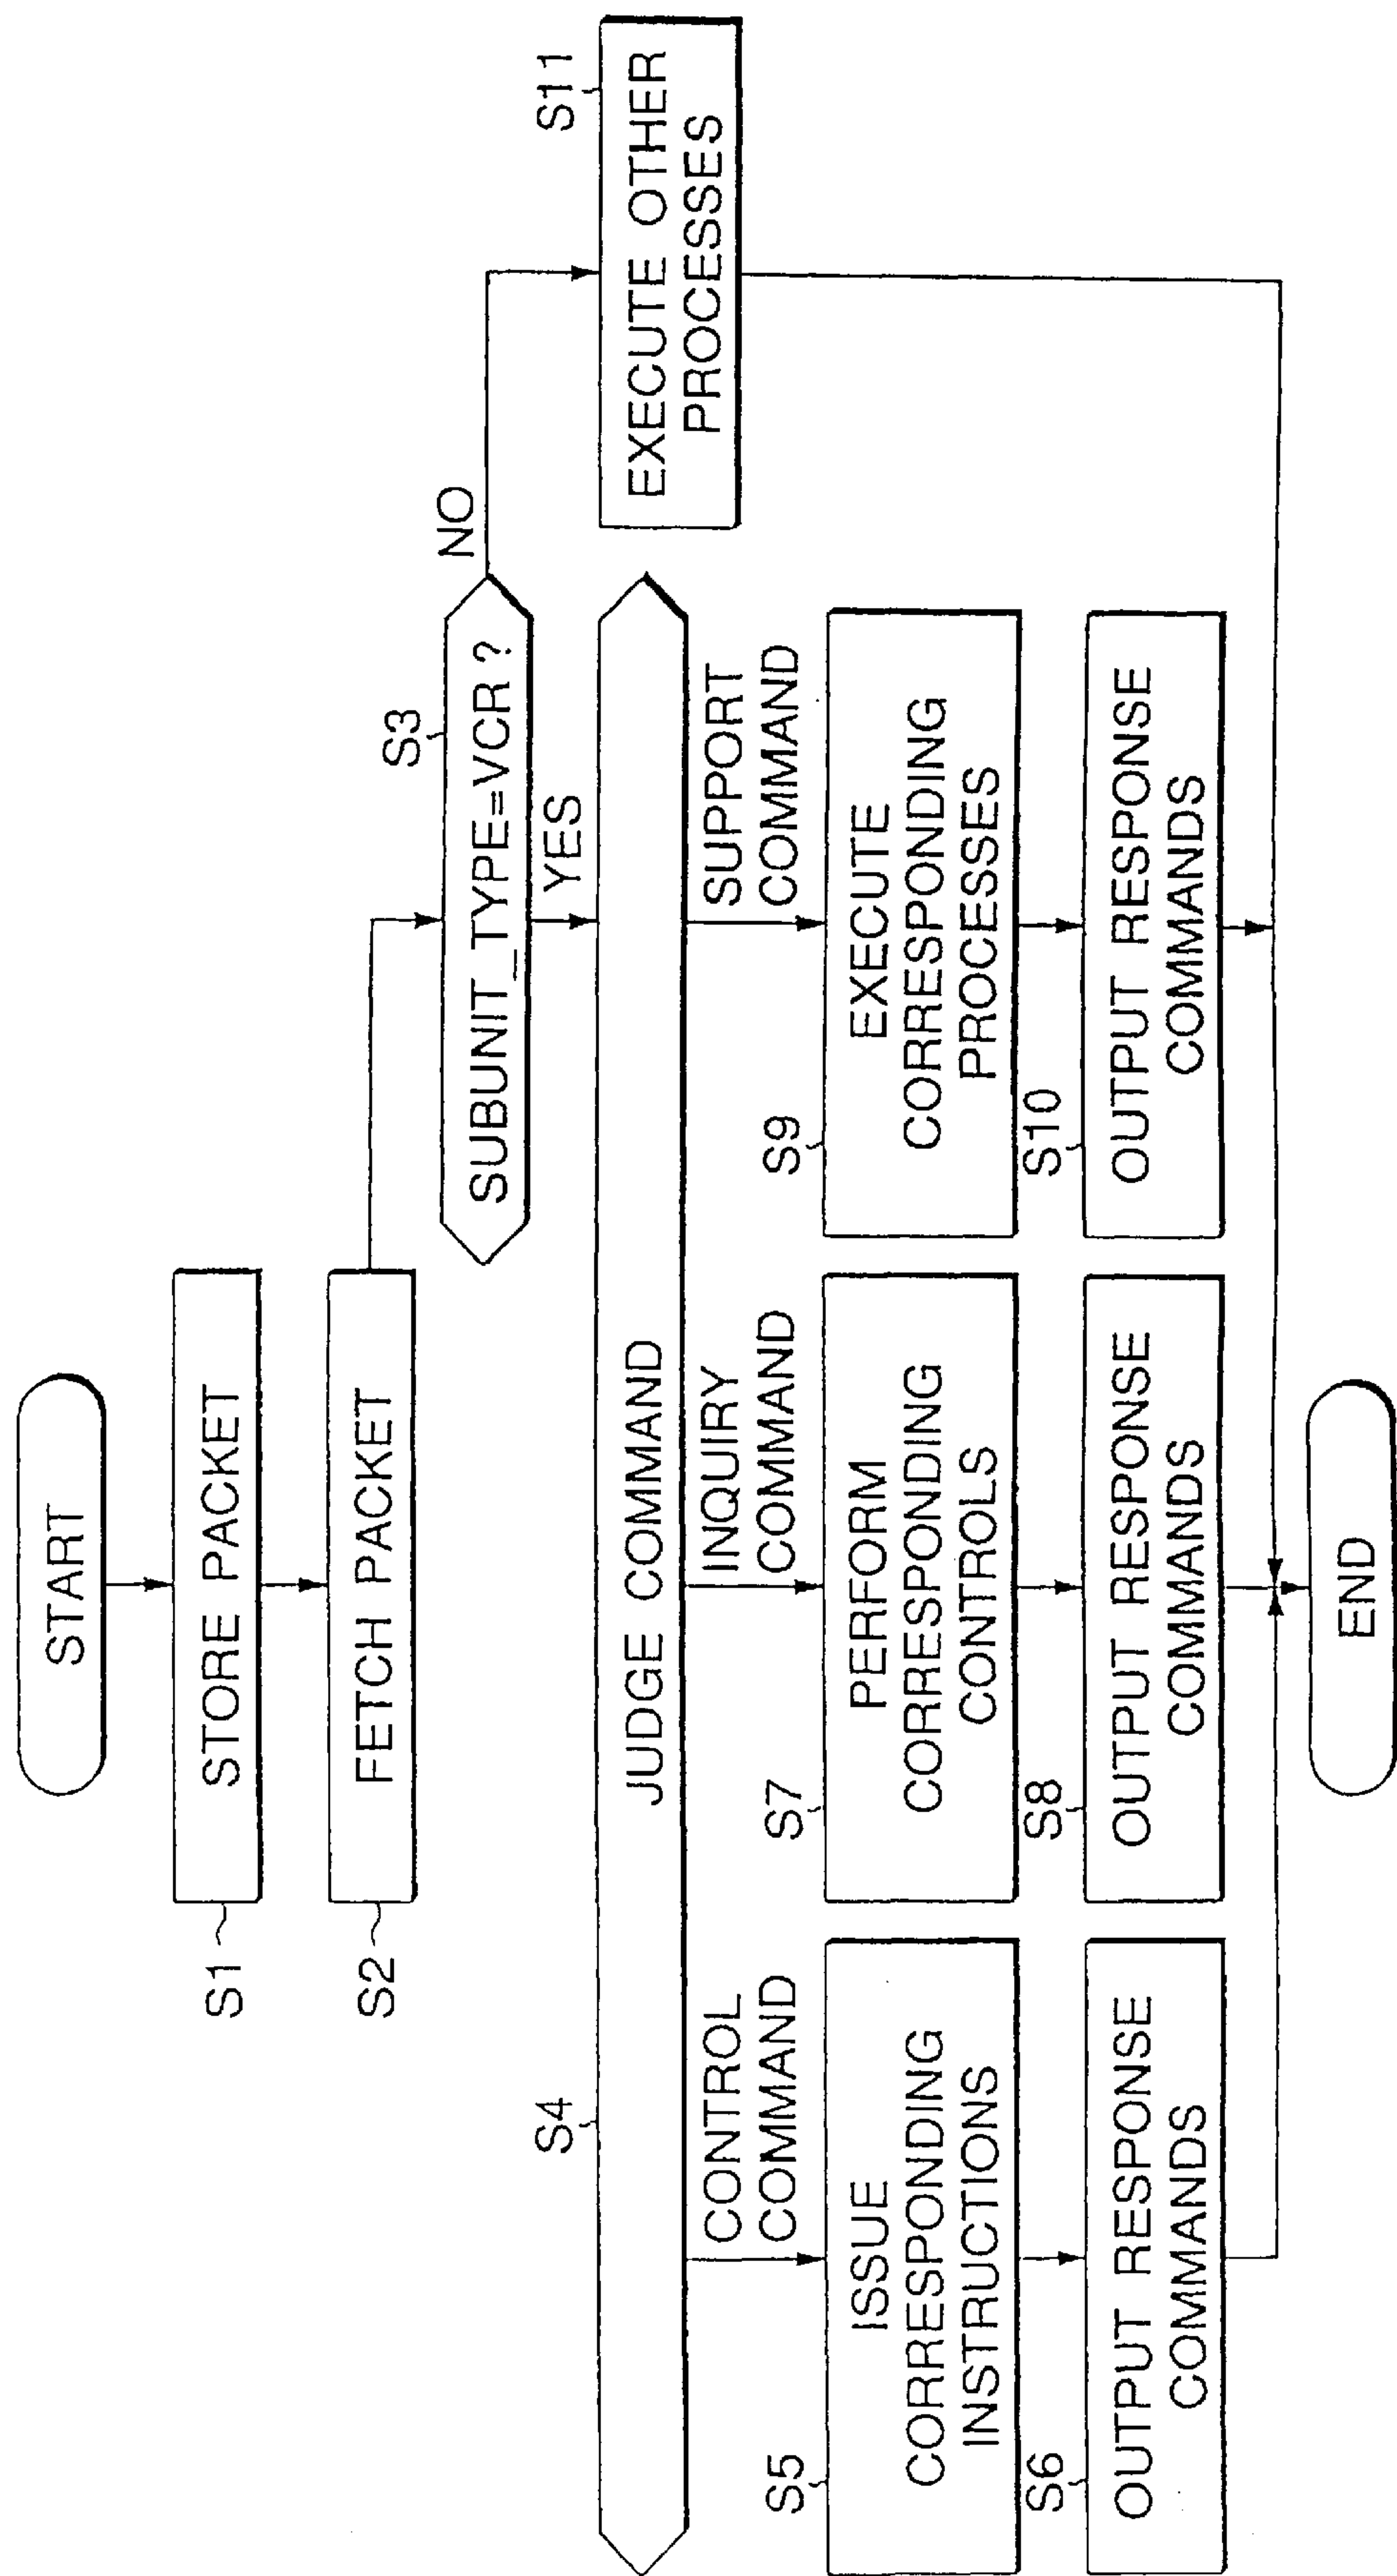 START
S1
STORE PACKET
S2
FETCH PACKET
S3
SUBUNIT_TYPE=VCR ?
NO
YES
S4
JUDGE COMMAND
S11
EXECUTE OTHER
PROCESSES
CONTROL
COMMAND
INQUIRY
COMMAND
SUPPORT
COMMAND
S5
ISSUE
CORRESPONDING
INSTRUCTIONS
S7
PERFORM
CORRESPONDING
CONTROLS
S9
EXECUTE
CORRESPONDING
PROCESSES
S6
OUTPUT RESPONSE
COMMANDS
S8
OUTPUT RESPONSE
COMMANDS
S10
OUTPUT RESPONSE
COMMANDS
END